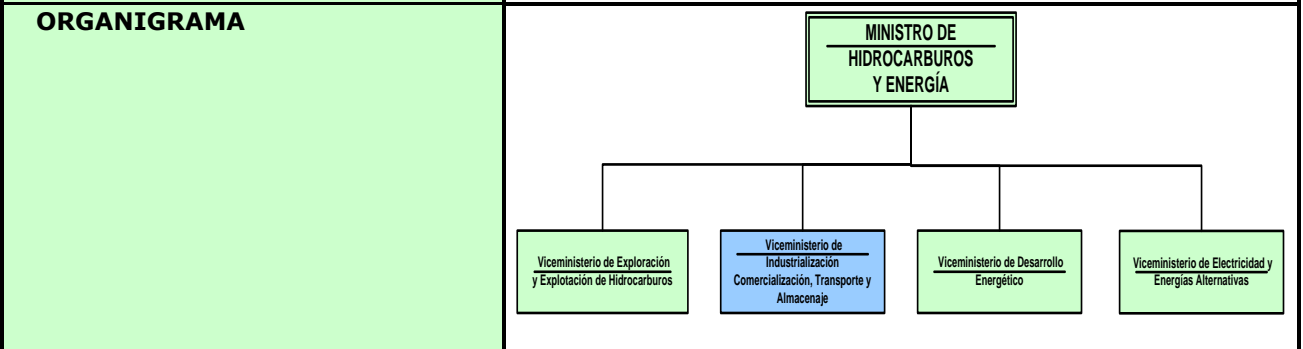 ORGANIGRAMA
MINISTRO DE
HIDROCARBUROS
Y ENERGÍA
Viceministerio de Exploración
y Explotación de Hidrocarburos
Viceministerio de
Industrialización
Comercialización, Transporte y
Almacenaje
Viceministerio de Desarrollo
Energético
Viceministerio de Electricidad y
Energías Alternativas